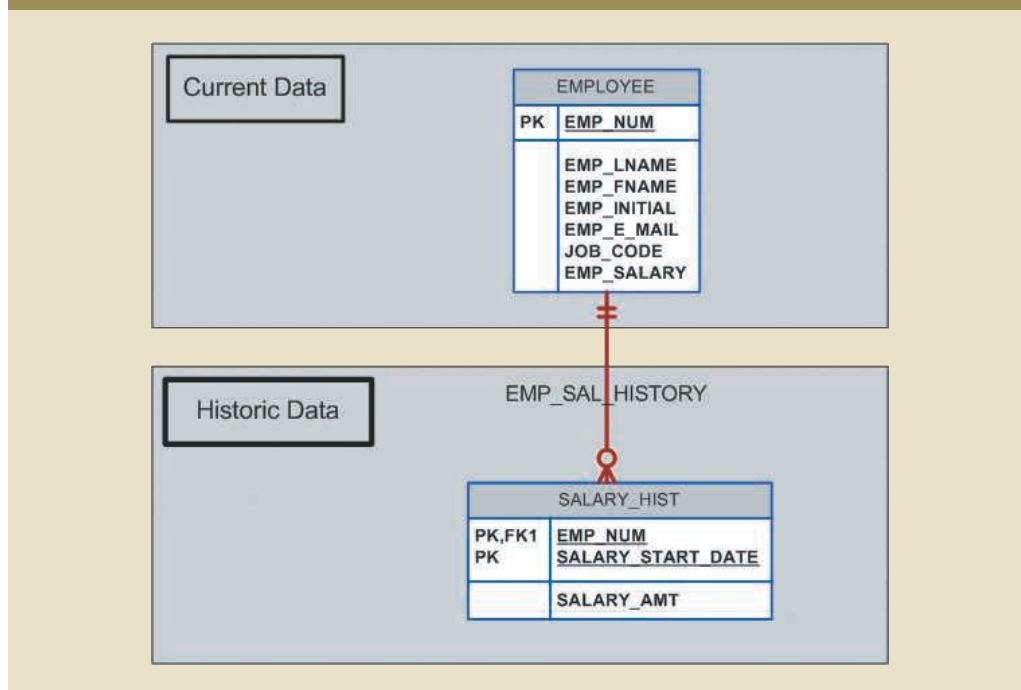 Current Data
EMPLOYEE
PK EMP_NUM
EMP_LNAME
EMP_FNAME
EMP_INITIAL
EMP_E_MAIL
JOB_CODE
EMP_SALARY
Historic Data
EMP_SAL_HISTORY
SALARY_HIST
PK,FK1 EMP_NUM
PK SALARY_START_DATE
SALARY_AMT